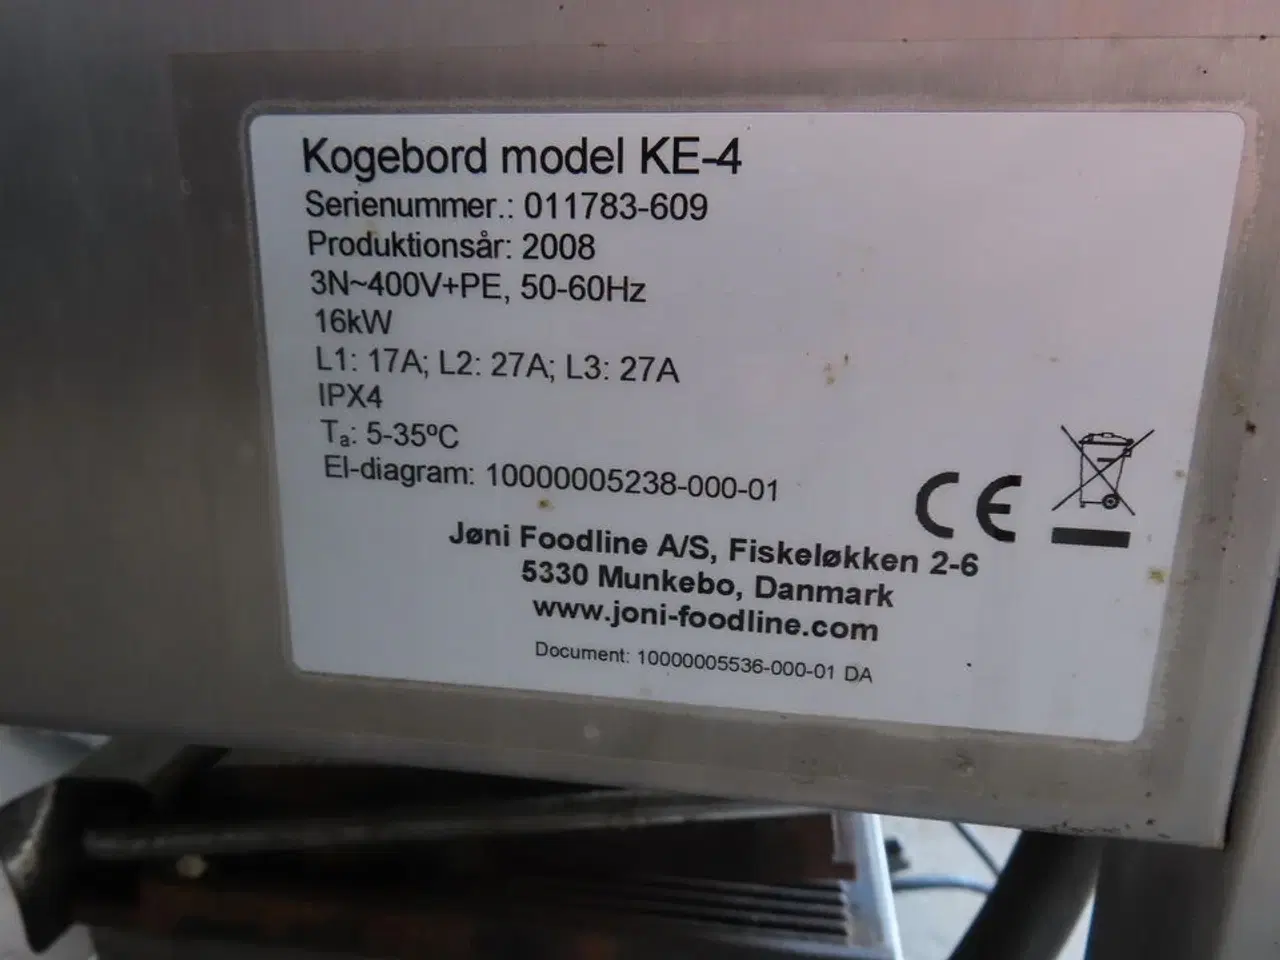 Kogebord model KE-4
Serienummer.: 011783-609
Produktionsår: 2008
3N~400V+PE, 50-60Hz
16kW
L1: 17A; L2: 27A; L3: 27A
IPX4
Ta: 5-35ºC
El-diagram: 10000005238-000-01
CE
Jøni Foodline A/S, Fiskeløkken 2-6
5330 Munkebo, Danmark
www.joni-foodline.com
Document: 10000005536-000-01 DA